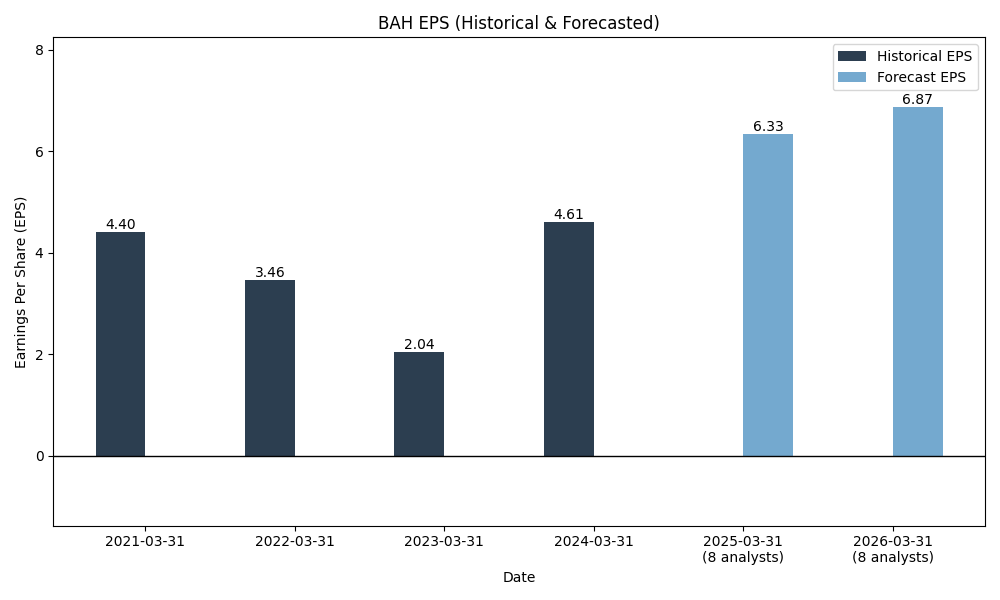 BAH EPS (Historical & Forecasted)
Historical EPS
Forecast EPS
Earnings Per Share (EPS)
8
6
4
2
0
4.40
3.46
2.04
4.61
6.33
6.87
2021-03-31
2022-03-31
2023-03-31
2024-03-31
2025-03-31
(8 analysts)
2026-03-31
(8 analysts)
Date